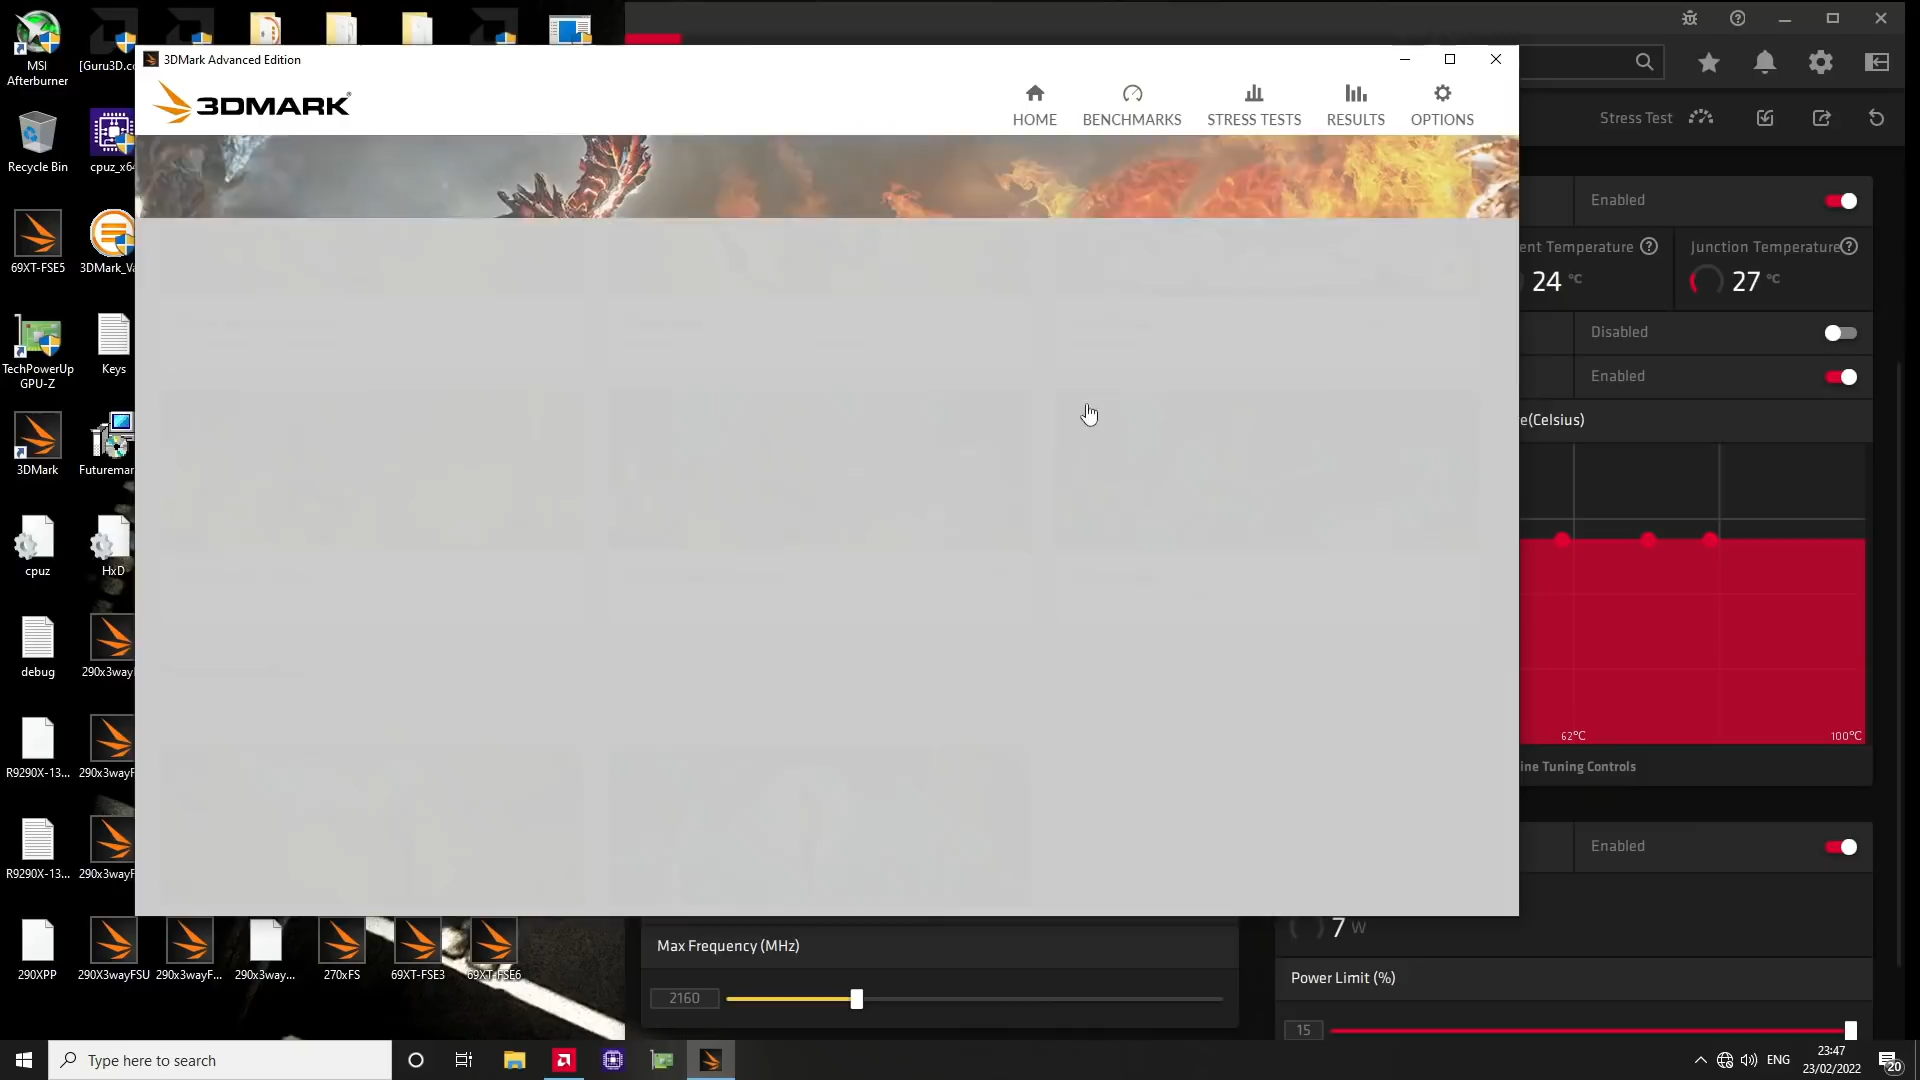 MSI
Afterburner
[Guru3D.co
Recycle Bin
cpuz_x64
69XT-FSE5
3DMark_Va
TechPowerUp
GPU-Z
Keys
3DMark
Futuremar
cpuz
HxD
debug
290x3wayF
R9290X-13...
290x3wayF
R9290X-13...
290x3wayF
290XPP
290X3wayFSU
290x3wayF...
290x3way...
270xFS
69XT-FSE3
69XT-FSE6
3DMark Advanced Edition
3DMARK®
HOME
BENCHMARKS
STRESS TESTS
RESULTS
OPTIONS
Stress Test
Enabled
ent Temperature
24 °C
Junction Temperature
27 °C
Disabled
Enabled
e(Celsius)
62°C
100°C
ine Tuning Controls
Enabled
7 W
Max Frequency (MHz)
2160
Power Limit (%)
15
Type here to search
ENG
23:47
23/02/2022
20